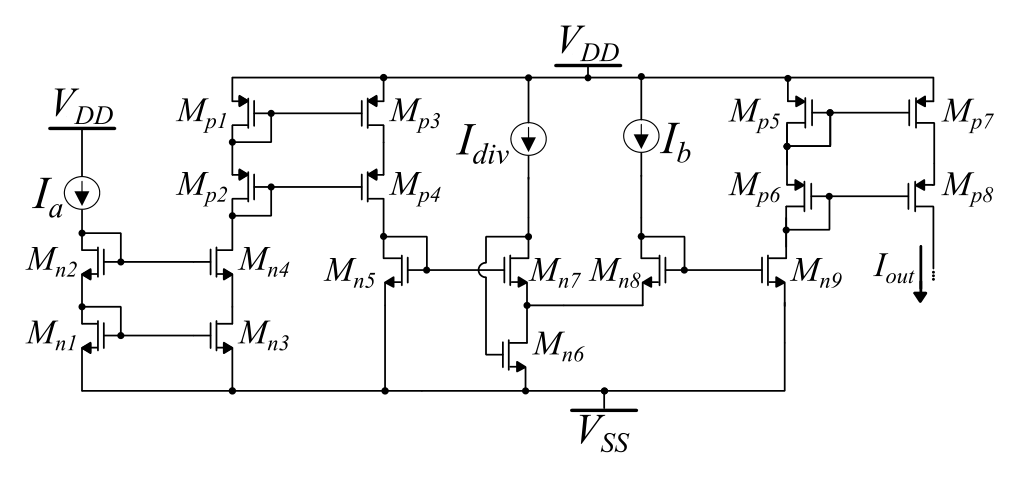 V_DD
V_DD
M_p1
M_p3
M_p5
M_p7
I_div
I_b
I_a
M_p2
M_p4
M_p6
M_p8
M_n2
M_n4
M_n5
M_n7
M_n8
M_n9
I_out
M_n1
M_n3
M_n6
V_SS